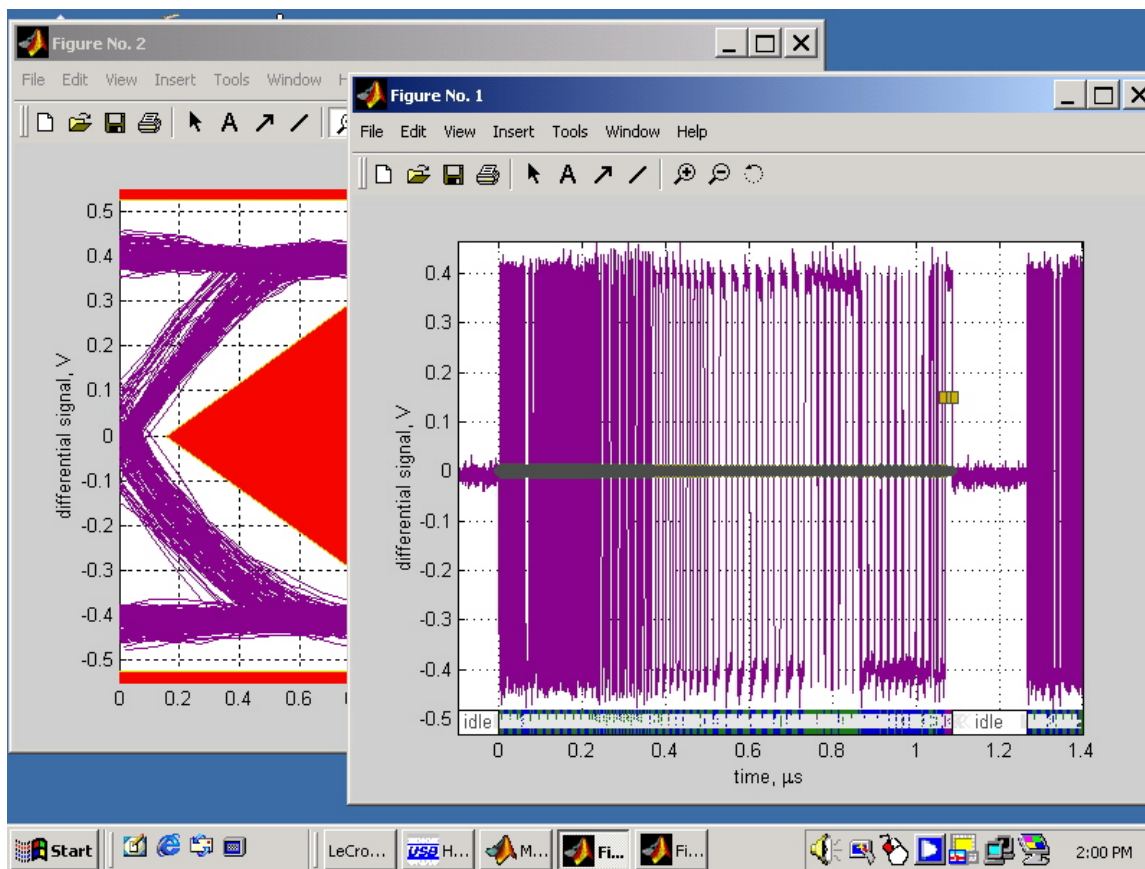 Figure No. 2
File Edit View Insert Tools Window H
A
0.5
0.4
0.3
0.2
0.1
0
-0.1
-0.2
-0.3
-0.4
-0.5
differential signal, V
0 0.2 0.4 0.6
Figure No. 1
File Edit View Insert Tools Window Help
A
0.4
0.3
0.2
0.1
0
-0.1
-0.2
-0.3
-0.4
-0.5
differential signal, V
idle idle
0 0.2 0.4 0.6 0.8 1 1.2 1.4
time, µs
Start LeCro... USB H... M... Fi... Fi... 2:00 PM